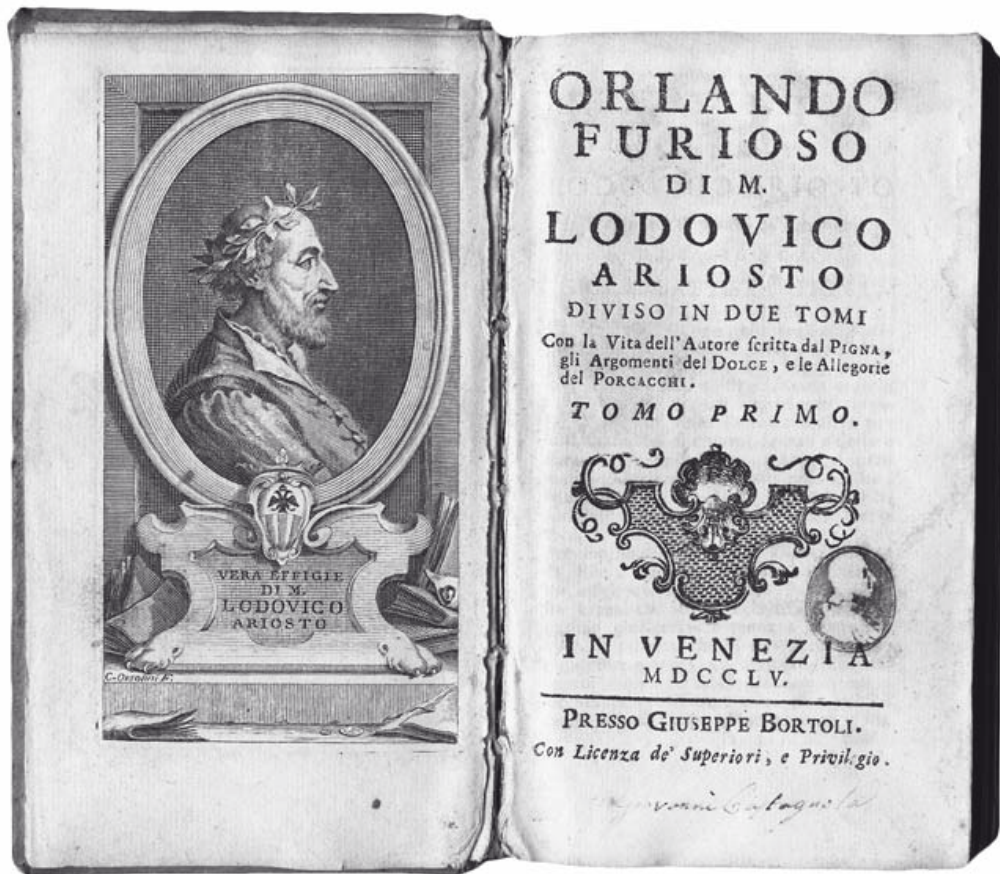 VERA EFFIGIE
DI M.
LODOVICO
ARIOSTO
ORLANDO
FURIOSO
DI M.
LODOVICO
ARIOSTO
DIVISO IN DUE TOMI
Con la Vita dell'Autore ſcritta dal PIGNA,
gli Argomenti del DOLCE, e le Allegorie
del PORCACCHI.
TOMO PRIMO.
IN VENEZIA
MDCCLV.
PRESSO GIUSEPPE BORTOLI.
Con Licenza de' Superiori, e Privilegio.